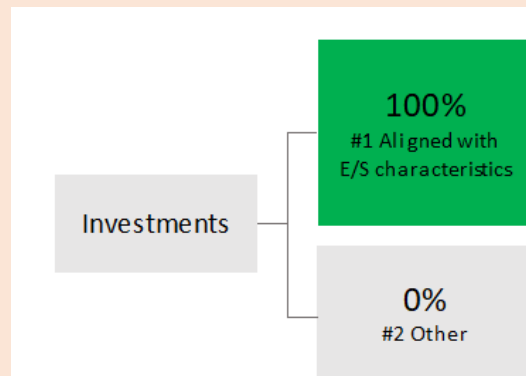 100%
#1 Aligned with
E/S characteristics
Investments
0%
#2 Other